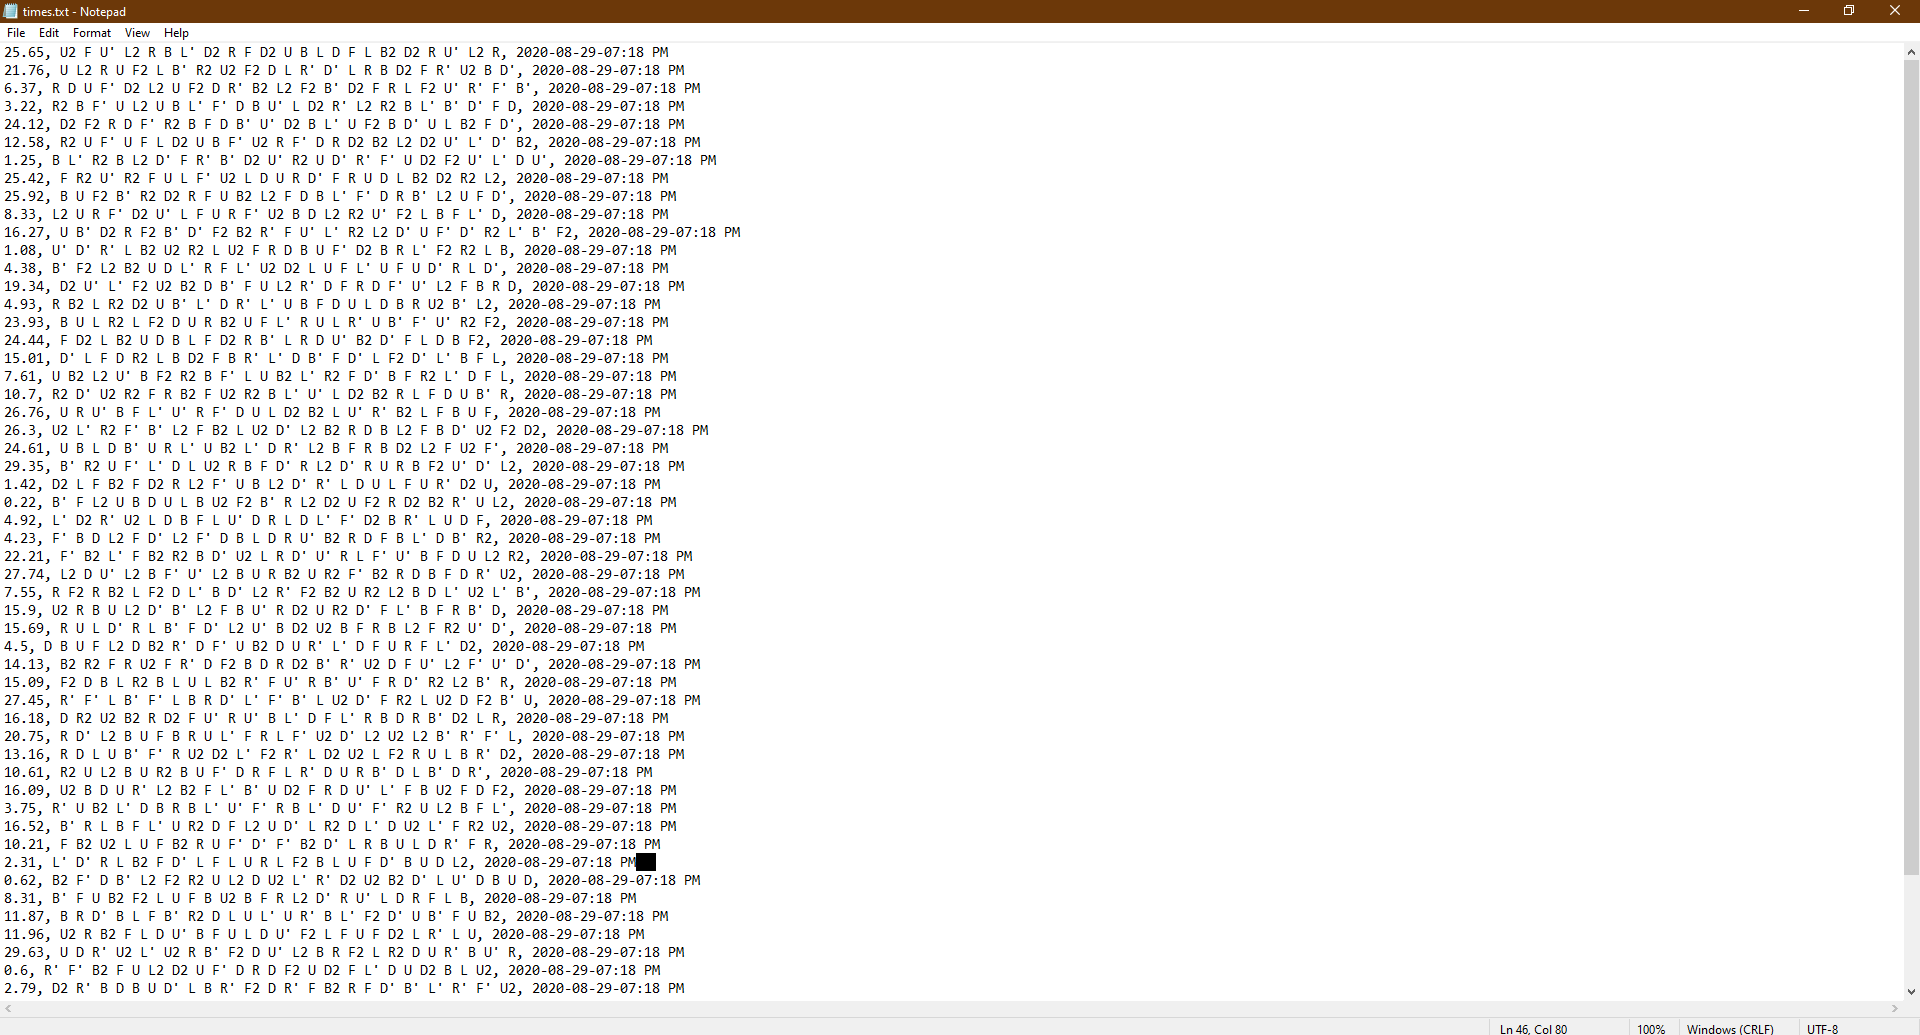 times.txt - Notepad
File Edit Format View Help
25.65, U2 F U' L2 R B L' D2 R F D2 U B L D F L B2 D2 R U' L2 R, 2020-08-29-07:18 PM
21.76, U L2 R U F2 L B' R2 U2 F2 D L R' D' L R B D2 F R' U2 B D', 2020-08-29-07:18 PM
6.37, R D U F' D2 L2 U F2 D R' B2 L2 F2 B' D2 F R L F2 U' R' F' B', 2020-08-29-07:18 PM
3.22, R2 B F' U L2 U B L' F' D B U' L D2 R' L2 R2 B L' B' D' F D, 2020-08-29-07:18 PM
24.12, D2 F2 R D F' R2 B F D B' U' D2 B L' U F2 B D' U L B2 F D', 2020-08-29-07:18 PM
12.58, R2 U F' U F L D2 U B F' U2 R F' D R D2 B2 L2 D2 U' L' D' B2, 2020-08-29-07:18 PM
1.25, B L' R2 B L2 D' F R' B' D2 U' R2 U D' R' F' U D2 F2 U' L' D U', 2020-08-29-07:18 PM
25.42, F R2 U' R2 F U L F' U2 L D U R D' F R U D L B2 D2 R2 L2, 2020-08-29-07:18 PM
25.92, B U F2 B' R2 D2 R F U B2 L2 F D B L' F' D R B' L2 U F D', 2020-08-29-07:18 PM
8.33, L2 U R F' D2 U' L F U R F' U2 B D L2 R2 U' F2 L B F L' D, 2020-08-29-07:18 PM
16.27, U B' D2 R F2 B' D' F2 B2 R' F U' L' R2 L2 D' U F' D' R2 L' B' F2, 2020-08-29-07:18 PM
1.08, U' D' R' L B2 U2 R2 L U2 F R D B U F' D2 B R L' F2 R2 L B, 2020-08-29-07:18 PM
4.38, B' F2 L2 B2 U D L' R F L' U2 D2 L U F L' U F U D' R L D', 2020-08-29-07:18 PM
19.34, D2 U' L' F2 U2 B2 D B' F U L2 R' D F R D F' U' L2 F B R D, 2020-08-29-07:18 PM
4.93, R B2 L R2 D2 U B' L' D R' L' U B F D U L D B R U2 B' L2, 2020-08-29-07:18 PM
23.93, B U L R2 L F2 D U R B2 U F L' R U L R' U B' F' U' R2 F2, 2020-08-29-07:18 PM
24.44, F D2 L B2 U D B L F D2 R B' L R D U' B2 D' F L D B F2, 2020-08-29-07:18 PM
15.01, D' L F D R2 L B D2 F B R' L' D B' F D' L F2 D' L' B F L, 2020-08-29-07:18 PM
7.61, U B2 L2 U' B F2 R2 B F' L U B2 L' R2 F D' B F R2 L' D F L, 2020-08-29-07:18 PM
10.7, R2 D' U2 R2 F R B2 F U2 R2 B L' U' L D2 B2 R L F D U B' R, 2020-08-29-07:18 PM
26.76, U R U' B F L' U' R F' D U L D2 B2 L U' R' B2 L F B U F, 2020-08-29-07:18 PM
26.3, U2 L' R2 F' B' L2 F B2 L U2 D' L2 B2 R D B L2 F B D' U2 F2 D2, 2020-08-29-07:18 PM
24.61, U B L D B' U R L' U B2 L' D R' L2 B F R B D2 L2 F U2 F', 2020-08-29-07:18 PM
29.35, B' R2 U F' L' D L U2 R B F D' R L2 D' R U R B F2 U' D' L2, 2020-08-29-07:18 PM
1.42, D2 L F B2 F D2 R L2 F' U B L2 D' R' L D U L F U R' D2 U, 2020-08-29-07:18 PM
0.22, B' F L2 U B D U L B U2 F2 B' R L2 D2 U F2 R D2 B2 R' U L2, 2020-08-29-07:18 PM
4.92, L' D2 R' U2 L D B F L U' D R L D L' F' D2 B R' L U D F, 2020-08-29-07:18 PM
4.23, F' B D L2 F D' L2 F' D B L D R U' B2 R D F B L' D B' R2, 2020-08-29-07:18 PM
22.21, F' B2 L' F B2 R2 B D' U2 L R D' U' R L F' U' B F D U L2 R2, 2020-08-29-07:18 PM
27.74, L2 D U' L2 B F' U' L2 B U R B2 U R2 F' B2 R D B F D R' U2, 2020-08-29-07:18 PM
7.55, R F2 R B2 L F2 D L' B D' L2 R' F2 B2 U R2 L2 B D L' U2 L' B', 2020-08-29-07:18 PM
15.9, U2 R B U L2 D' B' L2 F B U' R D2 U R2 D' F L' B F R B' D, 2020-08-29-07:18 PM
15.69, R U L D' R L B' F D' L2 U' B D2 U2 B F R B L2 F R2 U' D', 2020-08-29-07:18 PM
4.5, D B U F L2 D B2 R' D F' U B2 D U R' L' D F U R F L' D2, 2020-08-29-07:18 PM
14.13, B2 R2 F R U2 F R' D F2 B D R D2 B' R' U2 D F U' L2 F' U' D', 2020-08-29-07:18 PM
15.09, F2 D B L R2 B L U L B2 R' F U' R B' U' F R D' R2 L2 B' R, 2020-08-29-07:18 PM
27.45, R' F' L B' F' L B R D' L' F' B' L U2 D' F R2 L U2 D F2 B' U, 2020-08-29-07:18 PM
16.18, D R2 U2 B2 R D2 F U' R U' B L' D F L' R B D R B' D2 L R, 2020-08-29-07:18 PM
20.75, R D' L2 B U F B R U L' F R L F' U2 D' L2 U2 L2 B' R' F' L, 2020-08-29-07:18 PM
13.16, R D L U B' F' R U2 D2 L' F2 R' L D2 U2 L F2 R U L B R' D2, 2020-08-29-07:18 PM
10.61, R2 U L2 B U R2 B U F' D R F L R' D U R B' D L B' D R', 2020-08-29-07:18 PM
16.09, U2 B D U R' L2 B2 F L' B' U D2 F R D U' L' F B U2 F D F2, 2020-08-29-07:18 PM
3.75, R' U B2 L' D B R B L' U' F' R B L' D U' F' R2 U L2 B F L', 2020-08-29-07:18 PM
16.52, B' R L B F L' U R2 D F L2 U D' L R2 D L' D U2 L' F R2 U2, 2020-08-29-07:18 PM
10.21, F B2 U2 L U F B2 R U F' D' F' B2 D' L R B U L D R' F R, 2020-08-29-07:18 PM
2.31, L' D' R L B2 F D' L F L U R L F2 B L U F D' B U D L2, 2020-08-29-07:18 PM
0.62, B2 F' D B' L2 F2 R2 U L2 D U2 L' R' D2 U2 B2 D' L U' D B U D, 2020-08-29-07:18 PM
8.31, B' F U B2 F2 L U F B U2 B F R L2 D' R U' L D R F L B, 2020-08-29-07:18 PM
11.87, B R D' B L F B' R2 D L U L' U R' B L' F2 D' U B' F U B2, 2020-08-29-07:18 PM
11.96, U2 R B2 F L D U' B F U L D U' F2 L F U F D2 L R' L U, 2020-08-29-07:18 PM
29.63, U D R' U2 L' U2 R B' F2 D U' L2 B R F2 L R2 D U R' B U' R, 2020-08-29-07:18 PM
0.6, R' F' B2 F U L2 D2 U F' D R D F2 U D2 F L' D U D2 B L U2, 2020-08-29-07:18 PM
2.79, D2 R' B D B U D' L B R' F2 D R' F B2 R F D' B' L' R' F' U2, 2020-08-29-07:18 PM
Ln 46, Col 80 100% Windows (CRLF) UTF-8